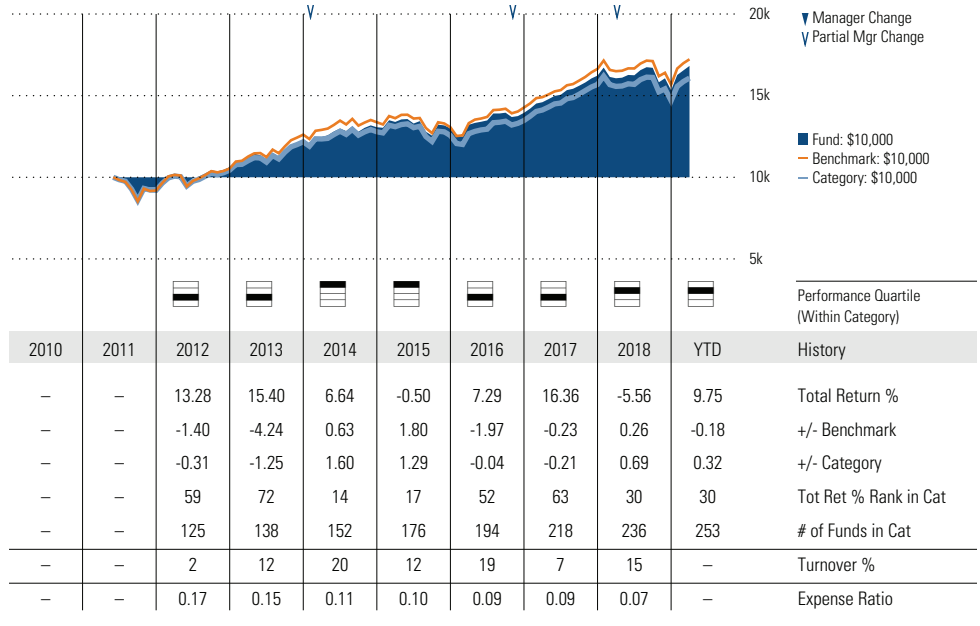 20k
▼ Manager Change
∨ Partial Mgr Change
15k
Fund: $10,000
Benchmark: $10,000
10k
Category: $10,000
5k
Performance Quartile
(Within Category)
2010 2011 2012 2013 2014 2015 2016 2017 2018 YTD History
– – 13.28 15.40 6.64 -0.50 7.29 16.36 -5.56 9.75 Total Return %
– – -1.40 -4.24 0.63 1.80 -1.97 -0.23 0.26 -0.18 +/- Benchmark
– – -0.31 -1.25 1.60 1.29 -0.04 -0.21 0.69 0.32 +/- Category
– – 59 72 14 17 52 63 30 30 Tot Ret % Rank in Cat
– – 125 138 152 176 194 218 236 253 # of Funds in Cat
– – 2 12 20 12 19 7 15 – Turnover %
– – 0.17 0.15 0.11 0.10 0.09 0.09 0.07 – Expense Ratio